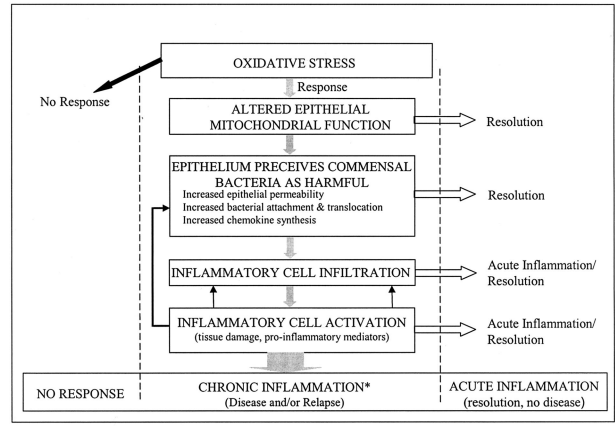 OXIDATIVE STRESS
No Response
Response
ALTERED EPITHELIAL
MITOCHONDRIAL FUNCTION
Resolution
EPITHELIUM PRECEIVES COMMENSAL
BACTERIA AS HARMFUL
Increased epithelial permeability
Increased bacterial attachment & translocation
Increased chemokine synthesis
Resolution
INFLAMMATORY CELL INFILTRATION
Acute Inflammation/
Resolution
INFLAMMATORY CELL ACTIVATION
(tissue damage, pro-inflammatory mediators)
Acute Inflammation/
Resolution
NO RESPONSE
CHRONIC INFLAMMATION*
(Disease and/or Relapse)
ACUTE INFLAMMATION
(resolution, no disease)